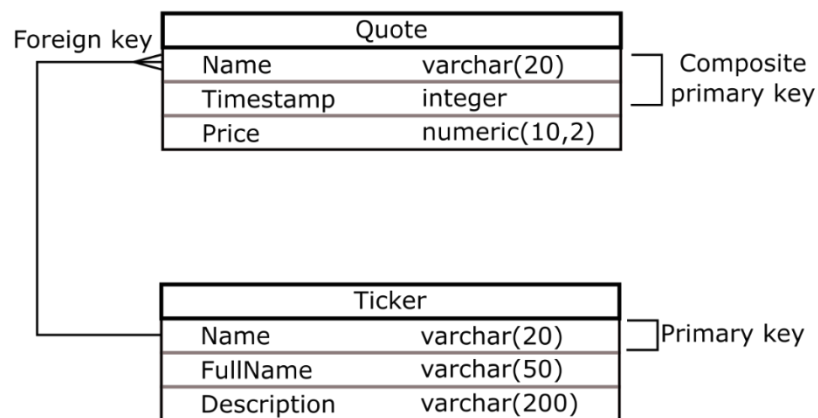 Quote
Foreign key
Name varchar(20)
Timestamp integer
Price numeric(10,2)
Composite
primary key
Ticker
Name varchar(20)
Primary key
FullName varchar(50)
Description varchar(200)